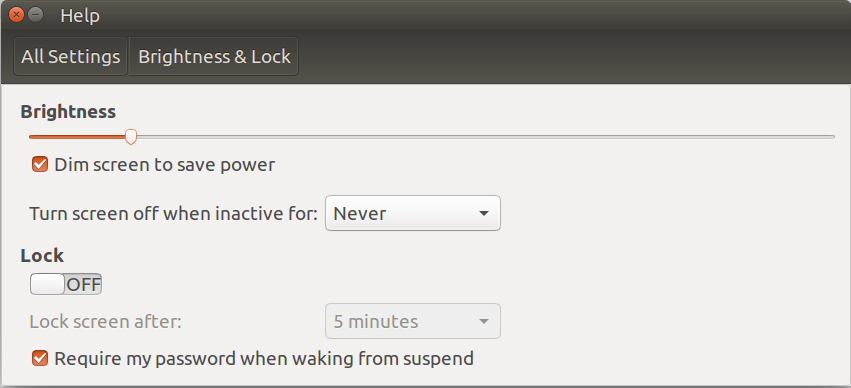 Help
All Settings Brightness & Lock
Brightness
Dim screen to save power
Turn screen off when inactive for: Never
Lock
OFF
Lock screen after: 5 minutes
Require my password when waking from suspend